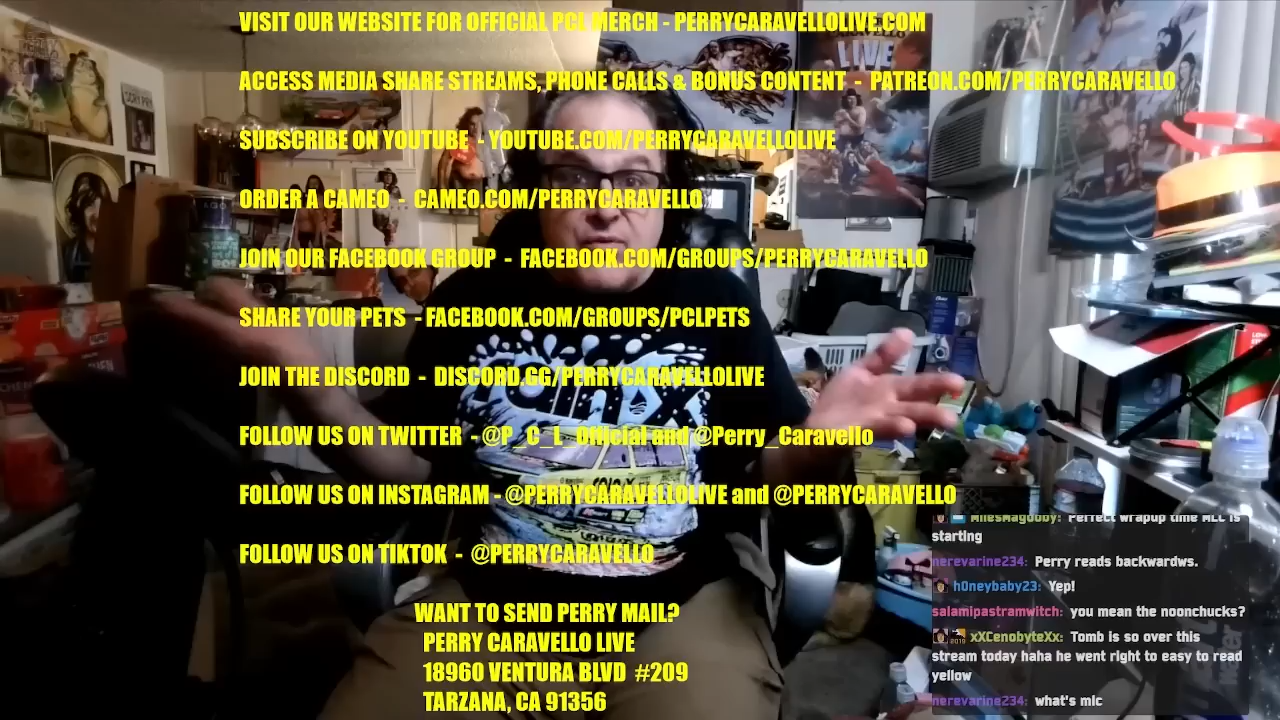 VISIT OUR WEBSITE FOR OFFICIAL PCL MERCH - PERRYCARAVELLOLIVE.COM
ACCESS MEDIA SHARE STREAMS, PHONE CALLS & BONUS CONTENT - PATREON.COM/PERRYCARAVELLO
SUBSCRIBE ON YOUTUBE - YOUTUBE.COM/PERRYCARAVELLOLIVE
ORDER A CAMEO - CAMEO.COM/PERRYCARAVELLO
JOIN OUR FACEBOOK GROUP - FACEBOOK.COM/GROUPS/PERRYCARAVELLO
SHARE YOUR PETS - FACEBOOK.COM/GROUPS/PCLPETS
JOIN THE DISCORD - DISCORD.GG/PERRYCARAVELLOLIVE
FOLLOW US ON TWITTER - @P_C_L_Official and @Perry_Caravello
FOLLOW US ON INSTAGRAM - @PERRYCARAVELLOLIVE and @PERRYCARAVELLO
FOLLOW US ON TIKTOK - @PERRYCARAVELLO
WANT TO SEND PERRY MAIL?
PERRY CARAVELLO LIVE
18960 VENTURA BLVD #209
TARZANA, CA 91356
LIVE
MilesMagooby: Perfect wrapup time MLC is
starting
nerevarine234: Perry reads backwardws.
h0neybaby23: Yep!
salamipastramwitch: you mean the noonchucks?
xXCenobyteXx: Tomb is so over this
stream today haha he went right to easy to read
yellow
nerevarine234: what's mlc